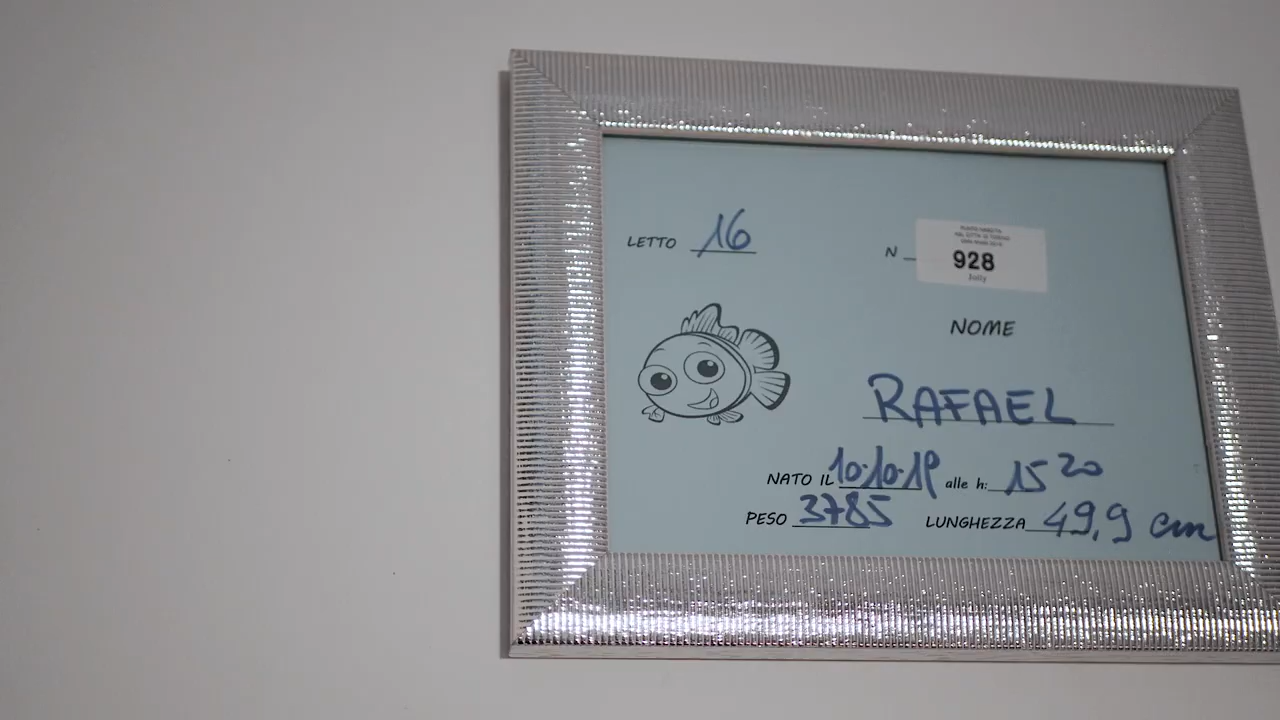 LETTO 16
N 928
Jolly
NOME
RAFAEL
NATO IL 10.10.19 alle h: 15 20
PESO 3785 LUNGHEZZA 49,9 cm